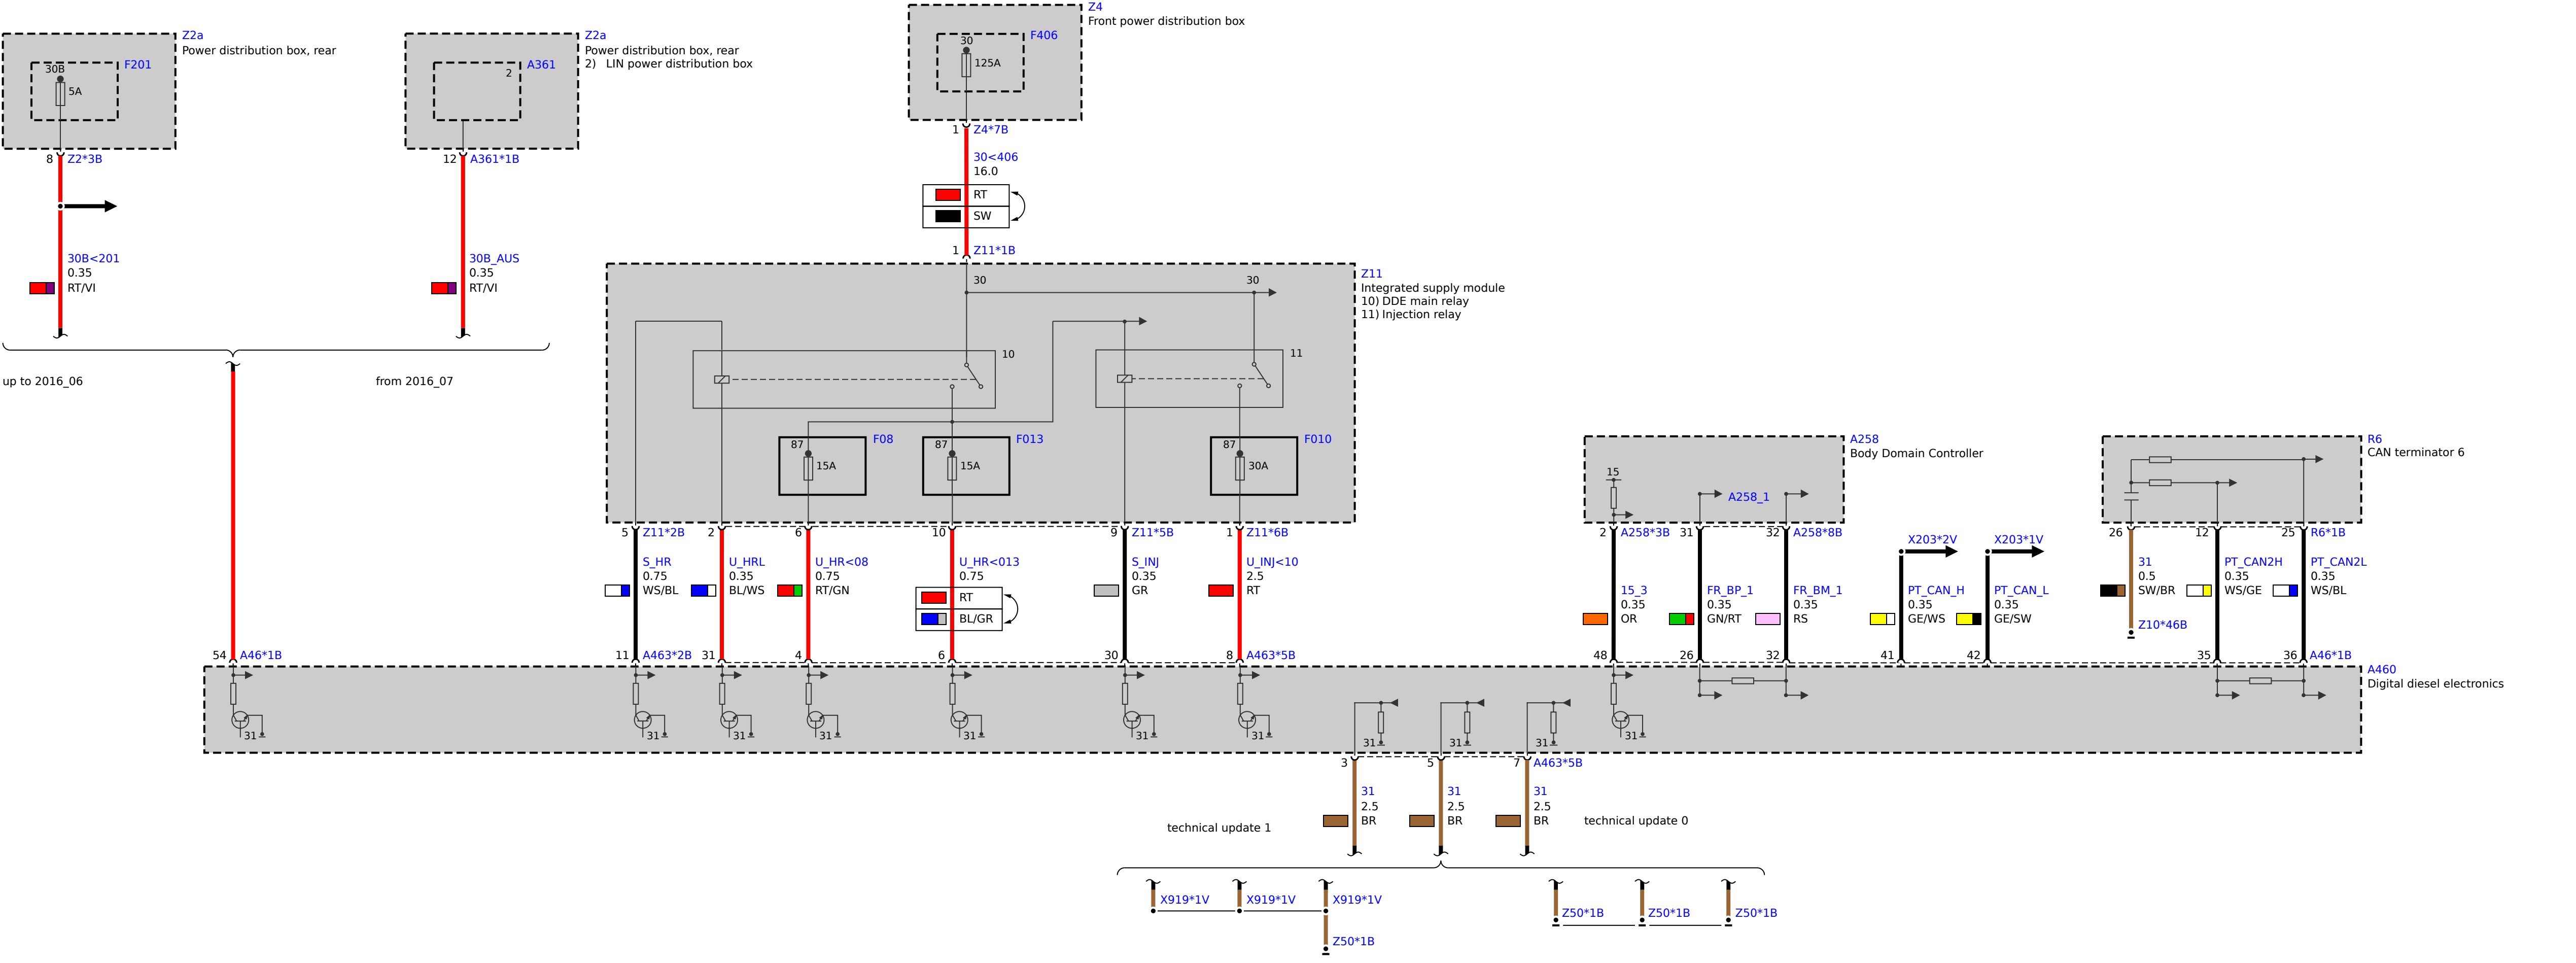 Z2a
Power distribution box, rear
30B
F201
5A
8
Z2*3B
30B<201
0.35
RT/VI
up to 2016_06
Z2a
Power distribution box, rear
2) LIN power distribution box
2
A361
12
A361*1B
30B_AUS
0.35
RT/VI
from 2016_07
Z4
Front power distribution box
30
F406
125A
1
Z4*7B
30<406
16.0
RT
SW
1
Z11*1B
30
30
Z11
Integrated supply module
10) DDE main relay
11) Injection relay
10
11
87
F08
15A
87
F013
15A
87
F010
30A
5
Z11*2B
2
6
10
9
Z11*5B
1
Z11*6B
S_HR
0.75
WS/BL
U_HRL
0.35
BL/WS
U_HR<08
0.75
RT/GN
U_HR<013
0.75
RT
BL/GR
S_INJ
0.35
GR
U_INJ<10
2.5
RT
A258
Body Domain Controller
15
A258_1
2
A258*3B
31
32
A258*8B
15_3
0.35
OR
FR_BP_1
0.35
GN/RT
FR_BM_1
0.35
RS
X203*2V
PT_CAN_H
0.35
GE/WS
X203*1V
PT_CAN_L
0.35
GE/SW
R6
CAN terminator 6
26
12
25
R6*1B
31
0.5
SW/BR
Z10*46B
PT_CAN2H
0.35
WS/GE
PT_CAN2L
0.35
WS/BL
54
A46*1B
11
A463*2B
31
4
6
30
8
A463*5B
48
26
32
41
42
35
36
A46*1B
A460
Digital diesel electronics
31
31
31
31
31
31
31
31
31
31
31
3
5
7
A463*5B
31
2.5
BR
31
2.5
BR
31
2.5
BR
technical update 1
technical update 0
X919*1V
X919*1V
X919*1V
Z50*1B
Z50*1B
Z50*1B
Z50*1B